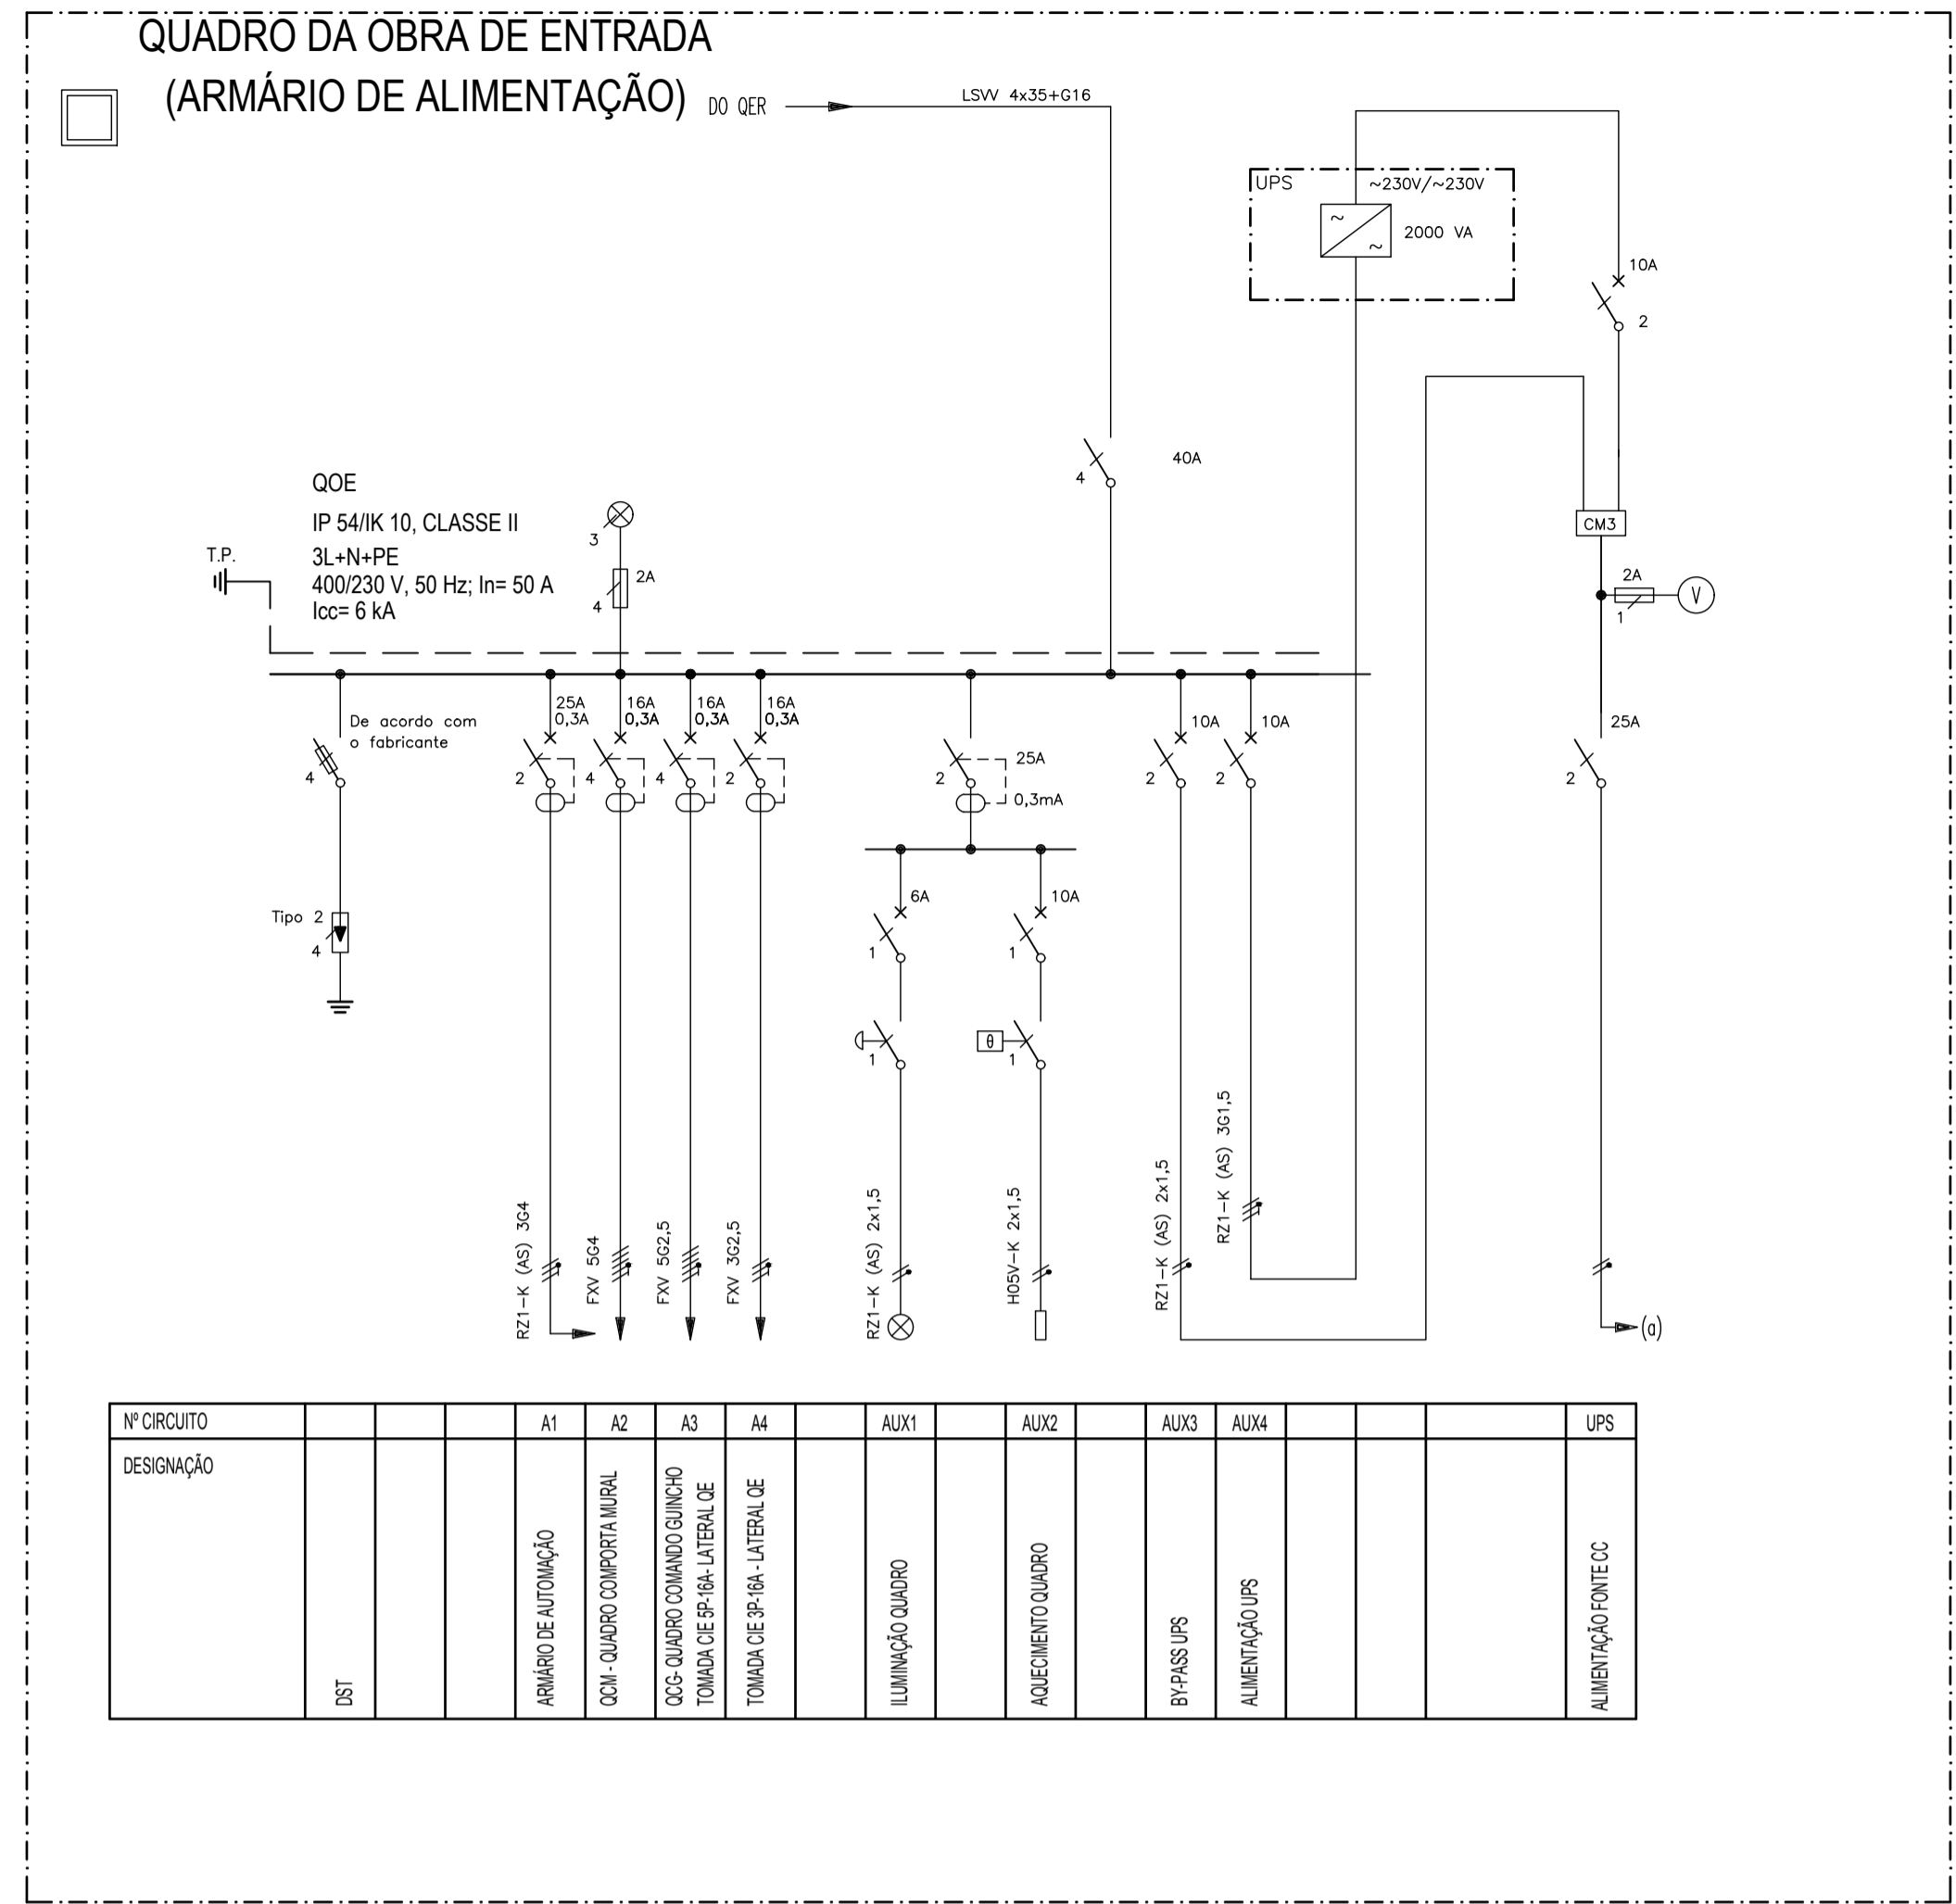 QUADRO DA OBRA DE ENTRADA
(ARMÁRIO DE ALIMENTAÇÃO)
DO QER
LSVV 4x35+G16
UPS
~230V/~230V
~
~
2000 VA
10A
2
40A
4
CM3
2A
1
V
QOE
IP 54/IK 10, CLASSE II
3L+N+PE
400/230 V, 50 Hz; In= 50 A
Icc= 6 kA
T.P.
3
2A
4
De acordo com
o fabricante
4
Tipo 2
4
25A
0,3A
2
16A
0,3A
4
16A
0,3A
4
16A
0,3A
2
25A
2
0,3mA
10A
2
10A
2
25A
2
6A
1
10A
1
1
θ
1
RZ1-K (AS) 3G4
FXV 5G4
FXV 5G2,5
FXV 3G2,5
RZ1-K (AS) 2x1,5
H05V-K 2x1,5
RZ1-K (AS) 2x1,5
RZ1-K (AS) 3G1,5
(a)
Nº CIRCUITO
A1
A2
A3
A4
AUX1
AUX2
AUX3
AUX4
UPS
DESIGNAÇÃO
DST
ARMÁRIO DE AUTOMAÇÃO
QCM - QUADRO COMPORTA MURAL
QCG- QUADRO COMANDO GUINCHO
TOMADA CIE 5P-16A- LATERAL QE
TOMADA CIE 3P-16A - LATERAL QE
ILUMINAÇÃO QUADRO
AQUECIMENTO QUADRO
BY-PASS UPS
ALIMENTAÇÃO UPS
ALIMENTAÇÃO FONTE CC